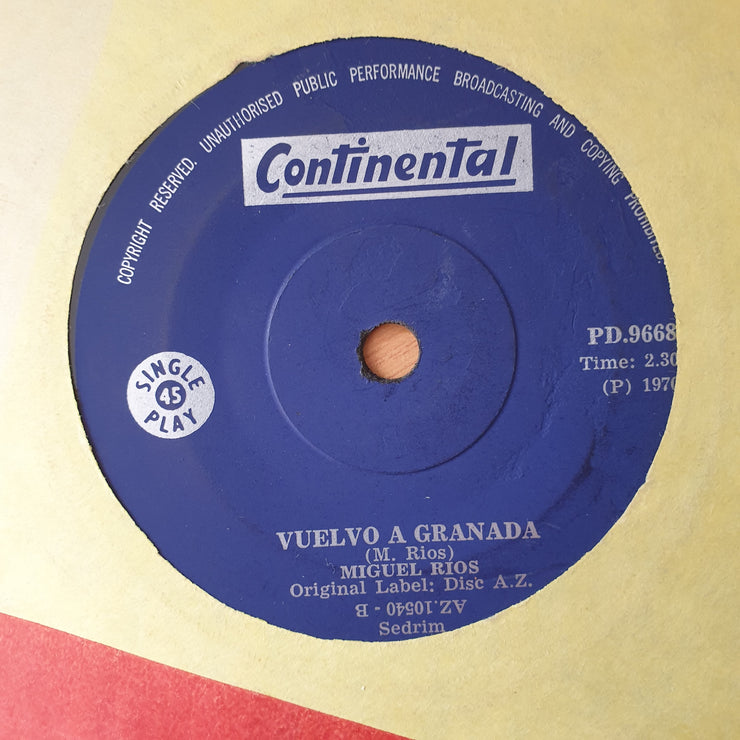 COPYRIGHT RESERVED. UNAUTHORISED PUBLIC PERFORMANCE BROADCASTING AND COPYING PROHIBITED.
Continental
PD.9668
Time: 2.30
(P) 1970
SINGLE
45
PLAY
VUELVO A GRANADA
(M. Rios)
MIGUEL RIOS
Original Label: Disc A.Z.
AZ.10540 - B
Sedrim